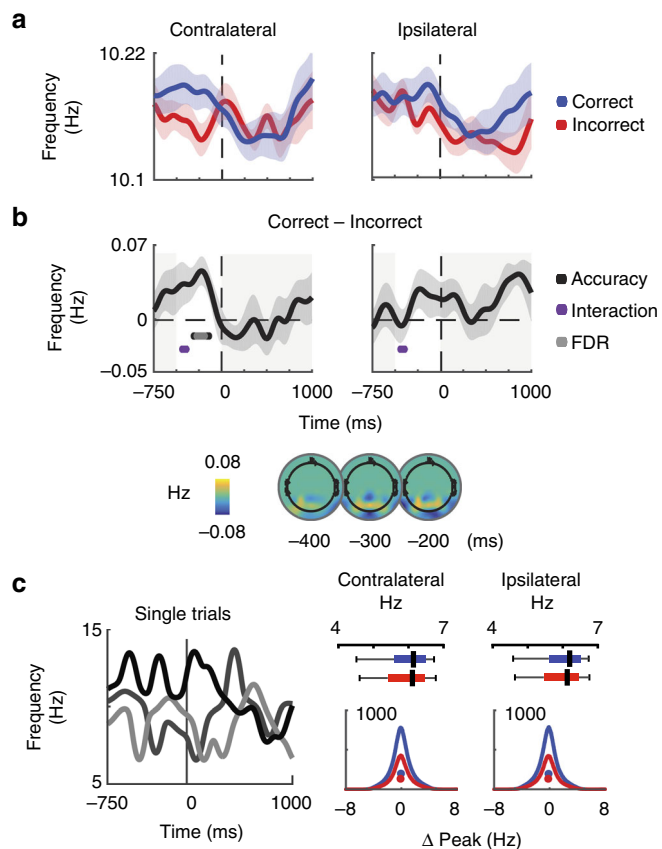 a
Contralateral
Ipsilateral
10.22
10.1
Frequency
(Hz)
Correct
Incorrect
b
Correct – Incorrect
0.07
0
−0.05
Frequency
(Hz)
−750
0
1000
−750
0
1000
Time (ms)
Accuracy
Interaction
FDR
0.08
Hz
−0.08
−400
−300
−200
(ms)
c
Single trials
15
5
Frequency
(Hz)
−750
0
1000
Time (ms)
Contralateral
Hz
4
7
1000
−8
0
8
Ipsilateral
Hz
4
7
1000
−8
0
8
Δ Peak (Hz)